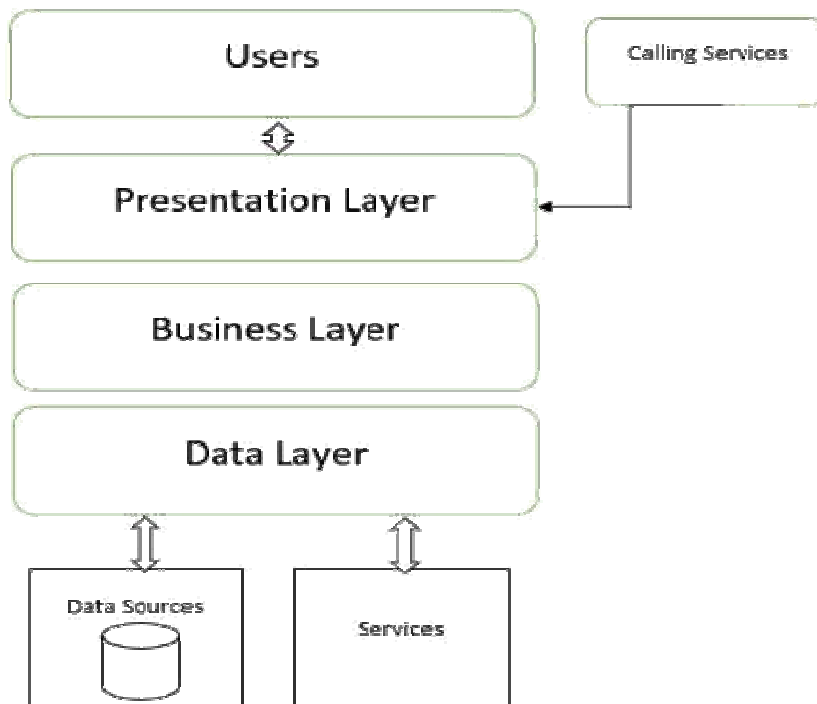 Users
Calling Services
Presentation Layer
Business Layer
Data Layer
Data Sources
Services